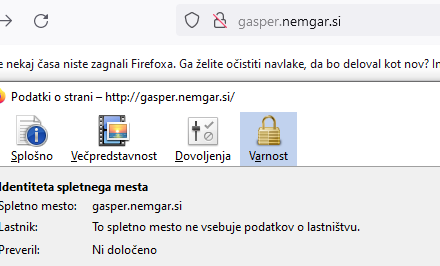 gasper.nemgar.si
e nekaj časa niste zagnali Firefoxa. Ga želite očistiti navlake, da bo deloval kot nov? I
Podatki o strani – http://gasper.nemgar.si/
Splošno Večpredstavnost Dovoljenja Varnost
Identiteta spletnega mesta
Spletno mesto: gasper.nemgar.si
Lastnik: To spletno mesto ne vsebuje podatkov o lastništvu.
Preveril: Ni določeno